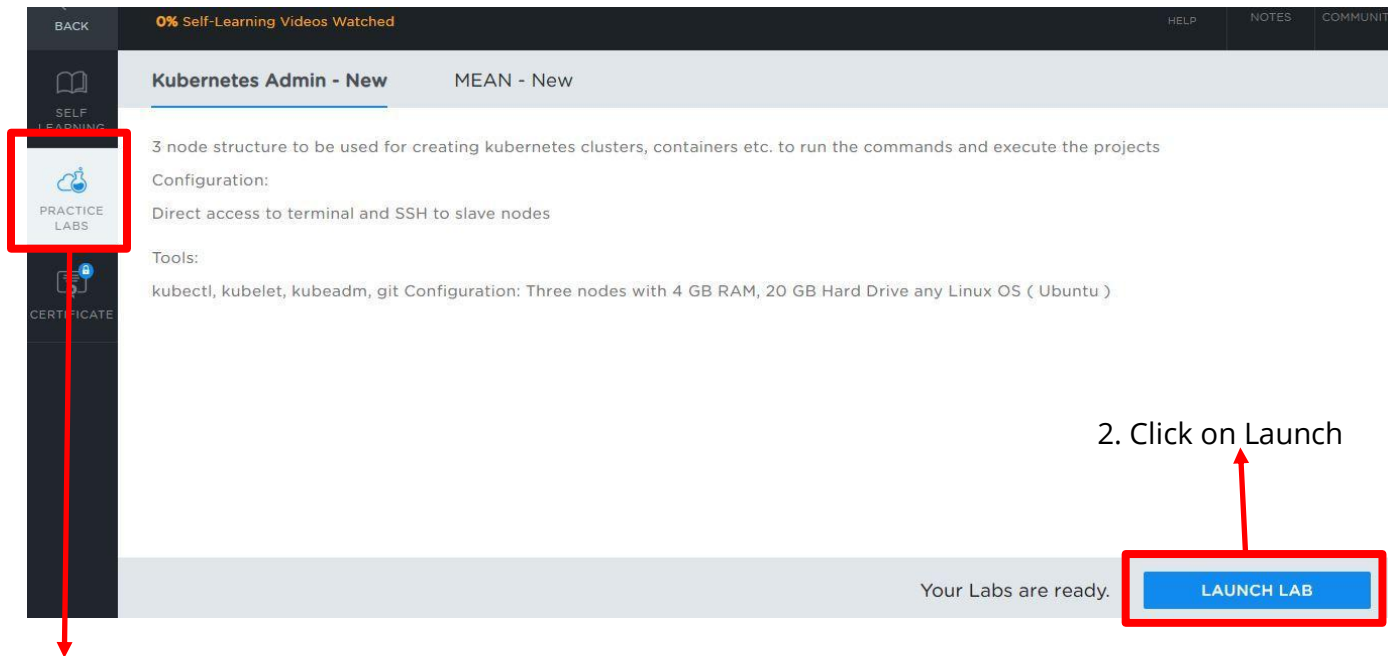 BACK
0% Self-Learning Videos Watched
HELP
NOTES
COMMUNIT
SELF
LEARNING
Kubernetes Admin - New
MEAN - New
3 node structure to be used for creating kubernetes clusters, containers etc. to run the commands and execute the projects
Configuration:
PRACTICE
LABS
Direct access to terminal and SSH to slave nodes
Tools:
kubectl, kubelet, kubeadm, git Configuration: Three nodes with 4 GB RAM, 20 GB Hard Drive any Linux OS ( Ubuntu )
CERTIFICATE
2. Click on Launch
Your Labs are ready.
LAUNCH LAB